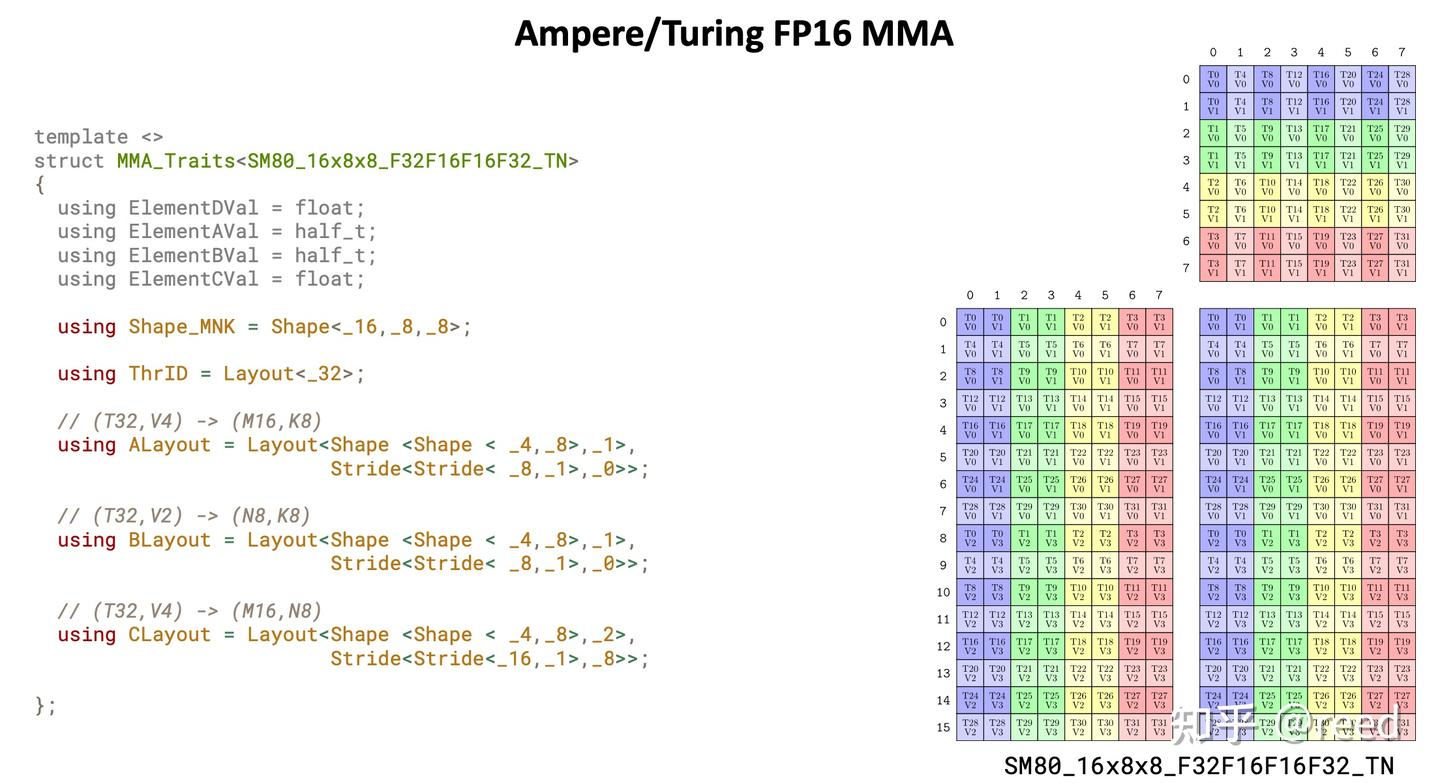 Ampere/Turing FP16 MMA
template <>
struct MMA_Traits<SM80_16x8x8_F32F16F16F32_TN>
{
using ElementDVal = float;
using ElementAVal = half_t;
using ElementBVal = half_t;
using ElementCVal = float;
using Shape_MNK = Shape<_16,_8,_8>;
using ThrID = Layout<_32>;
// (T32,V4) -> (M16,K8)
using ALayout = Layout<Shape <Shape < _4,_8>,_1>,
Stride<Stride< _8,_1>,_0>>;
// (T32,V2) -> (N8,K8)
using BLayout = Layout<Shape <Shape < _4,_8>,_1>,
Stride<Stride< _8,_1>,_0>>;
// (T32,V4) -> (M16,N8)
using CLayout = Layout<Shape <Shape < _4,_8>,_2>,
Stride<Stride<_16,_1>,_8>>;
};
0 1 2 3 4 5 6 7
0 T0 T4 T8 T12 T16 T20 T24 T28
V0 V0 V0 V0 V0 V0 V0 V0
1 T0 T4 T8 T12 T16 T20 T24 T28
V1 V1 V1 V1 V1 V1 V1 V1
2 T1 T5 T9 T13 T17 T21 T25 T29
V0 V0 V0 V0 V0 V0 V0 V0
3 T1 T5 T9 T13 T17 T21 T25 T29
V1 V1 V1 V1 V1 V1 V1 V1
4 T2 T6 T10 T14 T18 T22 T26 T30
V0 V0 V0 V0 V0 V0 V0 V0
5 T2 T6 T10 T14 T18 T22 T26 T30
V1 V1 V1 V1 V1 V1 V1 V1
6 T3 T7 T11 T15 T19 T23 T27 T31
V0 V0 V0 V0 V0 V0 V0 V0
7 T3 T7 T11 T15 T19 T23 T27 T31
V1 V1 V1 V1 V1 V1 V1 V1
0 1 2 3 4 5 6 7
0 T0 T0 T1 T1 T2 T2 T3 T3 T0 T0 T1 T1 T2 T2 T3 T3
V0 V1 V0 V1 V0 V1 V0 V1 V0 V1 V0 V1 V0 V1 V0 V1
1 T4 T4 T5 T5 T6 T6 T7 T7 T4 T4 T5 T5 T6 T6 T7 T7
V0 V1 V0 V1 V0 V1 V0 V1 V0 V1 V0 V1 V0 V1 V0 V1
2 T8 T8 T9 T9 T10 T10 T11 T11 T8 T8 T9 T9 T10 T10 T11 T11
V0 V1 V0 V1 V0 V1 V0 V1 V0 V1 V0 V1 V0 V1 V0 V1
3 T12 T12 T13 T13 T14 T14 T15 T15 T12 T12 T13 T13 T14 T14 T15 T15
V0 V1 V0 V1 V0 V1 V0 V1 V0 V1 V0 V1 V0 V1 V0 V1
4 T16 T16 T17 T17 T18 T18 T19 T19 T16 T16 T17 T17 T18 T18 T19 T19
V0 V1 V0 V1 V0 V1 V0 V1 V0 V1 V0 V1 V0 V1 V0 V1
5 T20 T20 T21 T21 T22 T22 T23 T23 T20 T20 T21 T21 T22 T22 T23 T23
V0 V1 V0 V1 V0 V1 V0 V1 V0 V1 V0 V1 V0 V1 V0 V1
6 T24 T24 T25 T25 T26 T26 T27 T27 T24 T24 T25 T25 T26 T26 T27 T27
V0 V1 V0 V1 V0 V1 V0 V1 V0 V1 V0 V1 V0 V1 V0 V1
7 T28 T28 T29 T29 T30 T30 T31 T31 T28 T28 T29 T29 T30 T30 T31 T31
V0 V1 V0 V1 V0 V1 V0 V1 V0 V1 V0 V1 V0 V1 V0 V1
8 T0 T0 T1 T1 T2 T2 T3 T3 T0 T0 T1 T1 T2 T2 T3 T3
V2 V3 V2 V3 V2 V3 V2 V3 V2 V3 V2 V3 V2 V3 V2 V3
9 T4 T4 T5 T5 T6 T6 T7 T7 T4 T4 T5 T5 T6 T6 T7 T7
V2 V3 V2 V3 V2 V3 V2 V3 V2 V3 V2 V3 V2 V3 V2 V3
10 T8 T8 T9 T9 T10 T10 T11 T11 T8 T8 T9 T9 T10 T10 T11 T11
V2 V3 V2 V3 V2 V3 V2 V3 V2 V3 V2 V3 V2 V3 V2 V3
11 T12 T12 T13 T13 T14 T14 T15 T15 T12 T12 T13 T13 T14 T14 T15 T15
V2 V3 V2 V3 V2 V3 V2 V3 V2 V3 V2 V3 V2 V3 V2 V3
12 T16 T16 T17 T17 T18 T18 T19 T19 T16 T16 T17 T17 T18 T18 T19 T19
V2 V3 V2 V3 V2 V3 V2 V3 V2 V3 V2 V3 V2 V3 V2 V3
13 T20 T20 T21 T21 T22 T22 T23 T23 T20 T20 T21 T21 T22 T22 T23 T23
V2 V3 V2 V3 V2 V3 V2 V3 V2 V3 V2 V3 V2 V3 V2 V3
14 T24 T24 T25 T25 T26 T26 T27 T27 T24 T24 T25 T25 T26 T26 T27 T27
V2 V3 V2 V3 V2 V3 V2 V3 V2
15 T28 T28 T29 T29 T30 T30 T31 T31
V2 V3 V2 V3 V2 V3 V2 V3
知乎 @reed
SM80_16x8x8_F32F16F16F32_TN